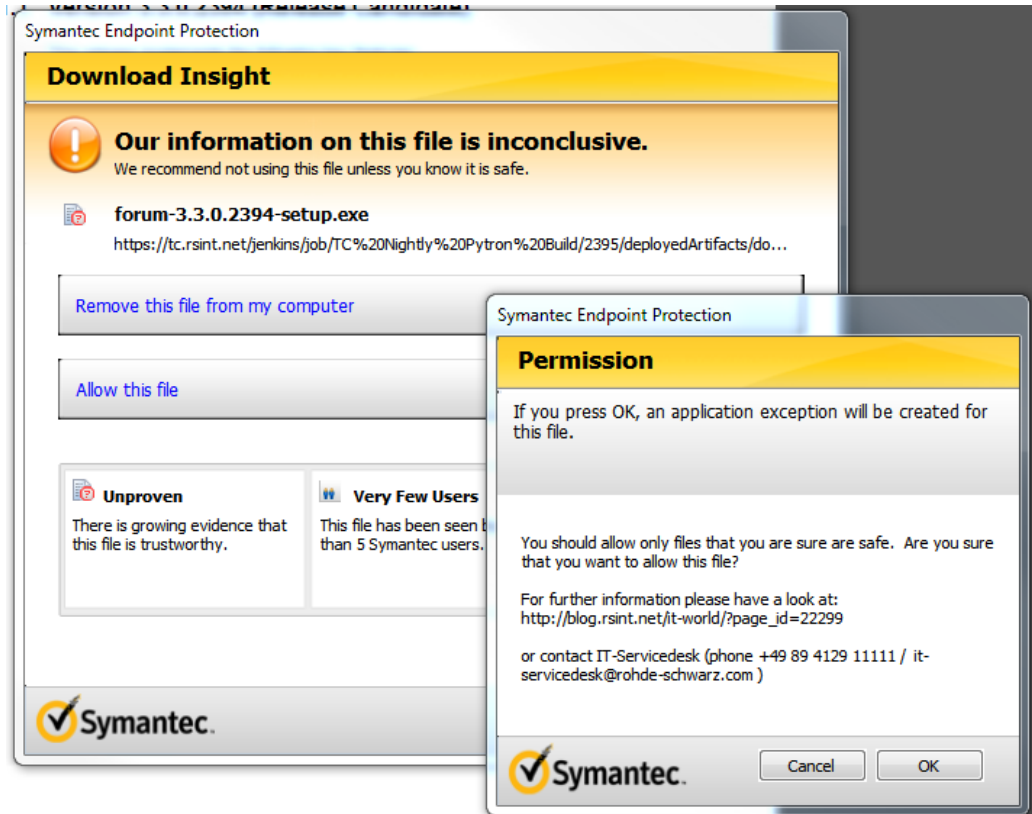 Version 3.3.0.2394 (Release Candidate)
Symantec Endpoint Protection
Download Insight
Our information on this file is inconclusive.
We recommend not using this file unless you know it is safe.
forum-3.3.0.2394-setup.exe
https://tc.rsint.net/jenkins/job/TC%20Nightly%20Pytron%20Build/2395/deployedArtifacts/do...
Remove this file from my computer
Allow this file
Unproven
There is growing evidence that
this file is trustworthy.
Very Few Users
This file has been seen
than 5 Symantec users.
Symantec.
Symantec Endpoint Protection
Permission
If you press OK, an application exception will be created for
this file.
You should allow only files that you are sure are safe. Are you sure
that you want to allow this file?
For further information please have a look at:
http://blog.rsint.net/it-world/?page_id=22299
or contact IT-Servicedesk (phone +49 89 4129 11111 / it-
servicedesk@rohde-schwarz.com )
Symantec.
Cancel
OK